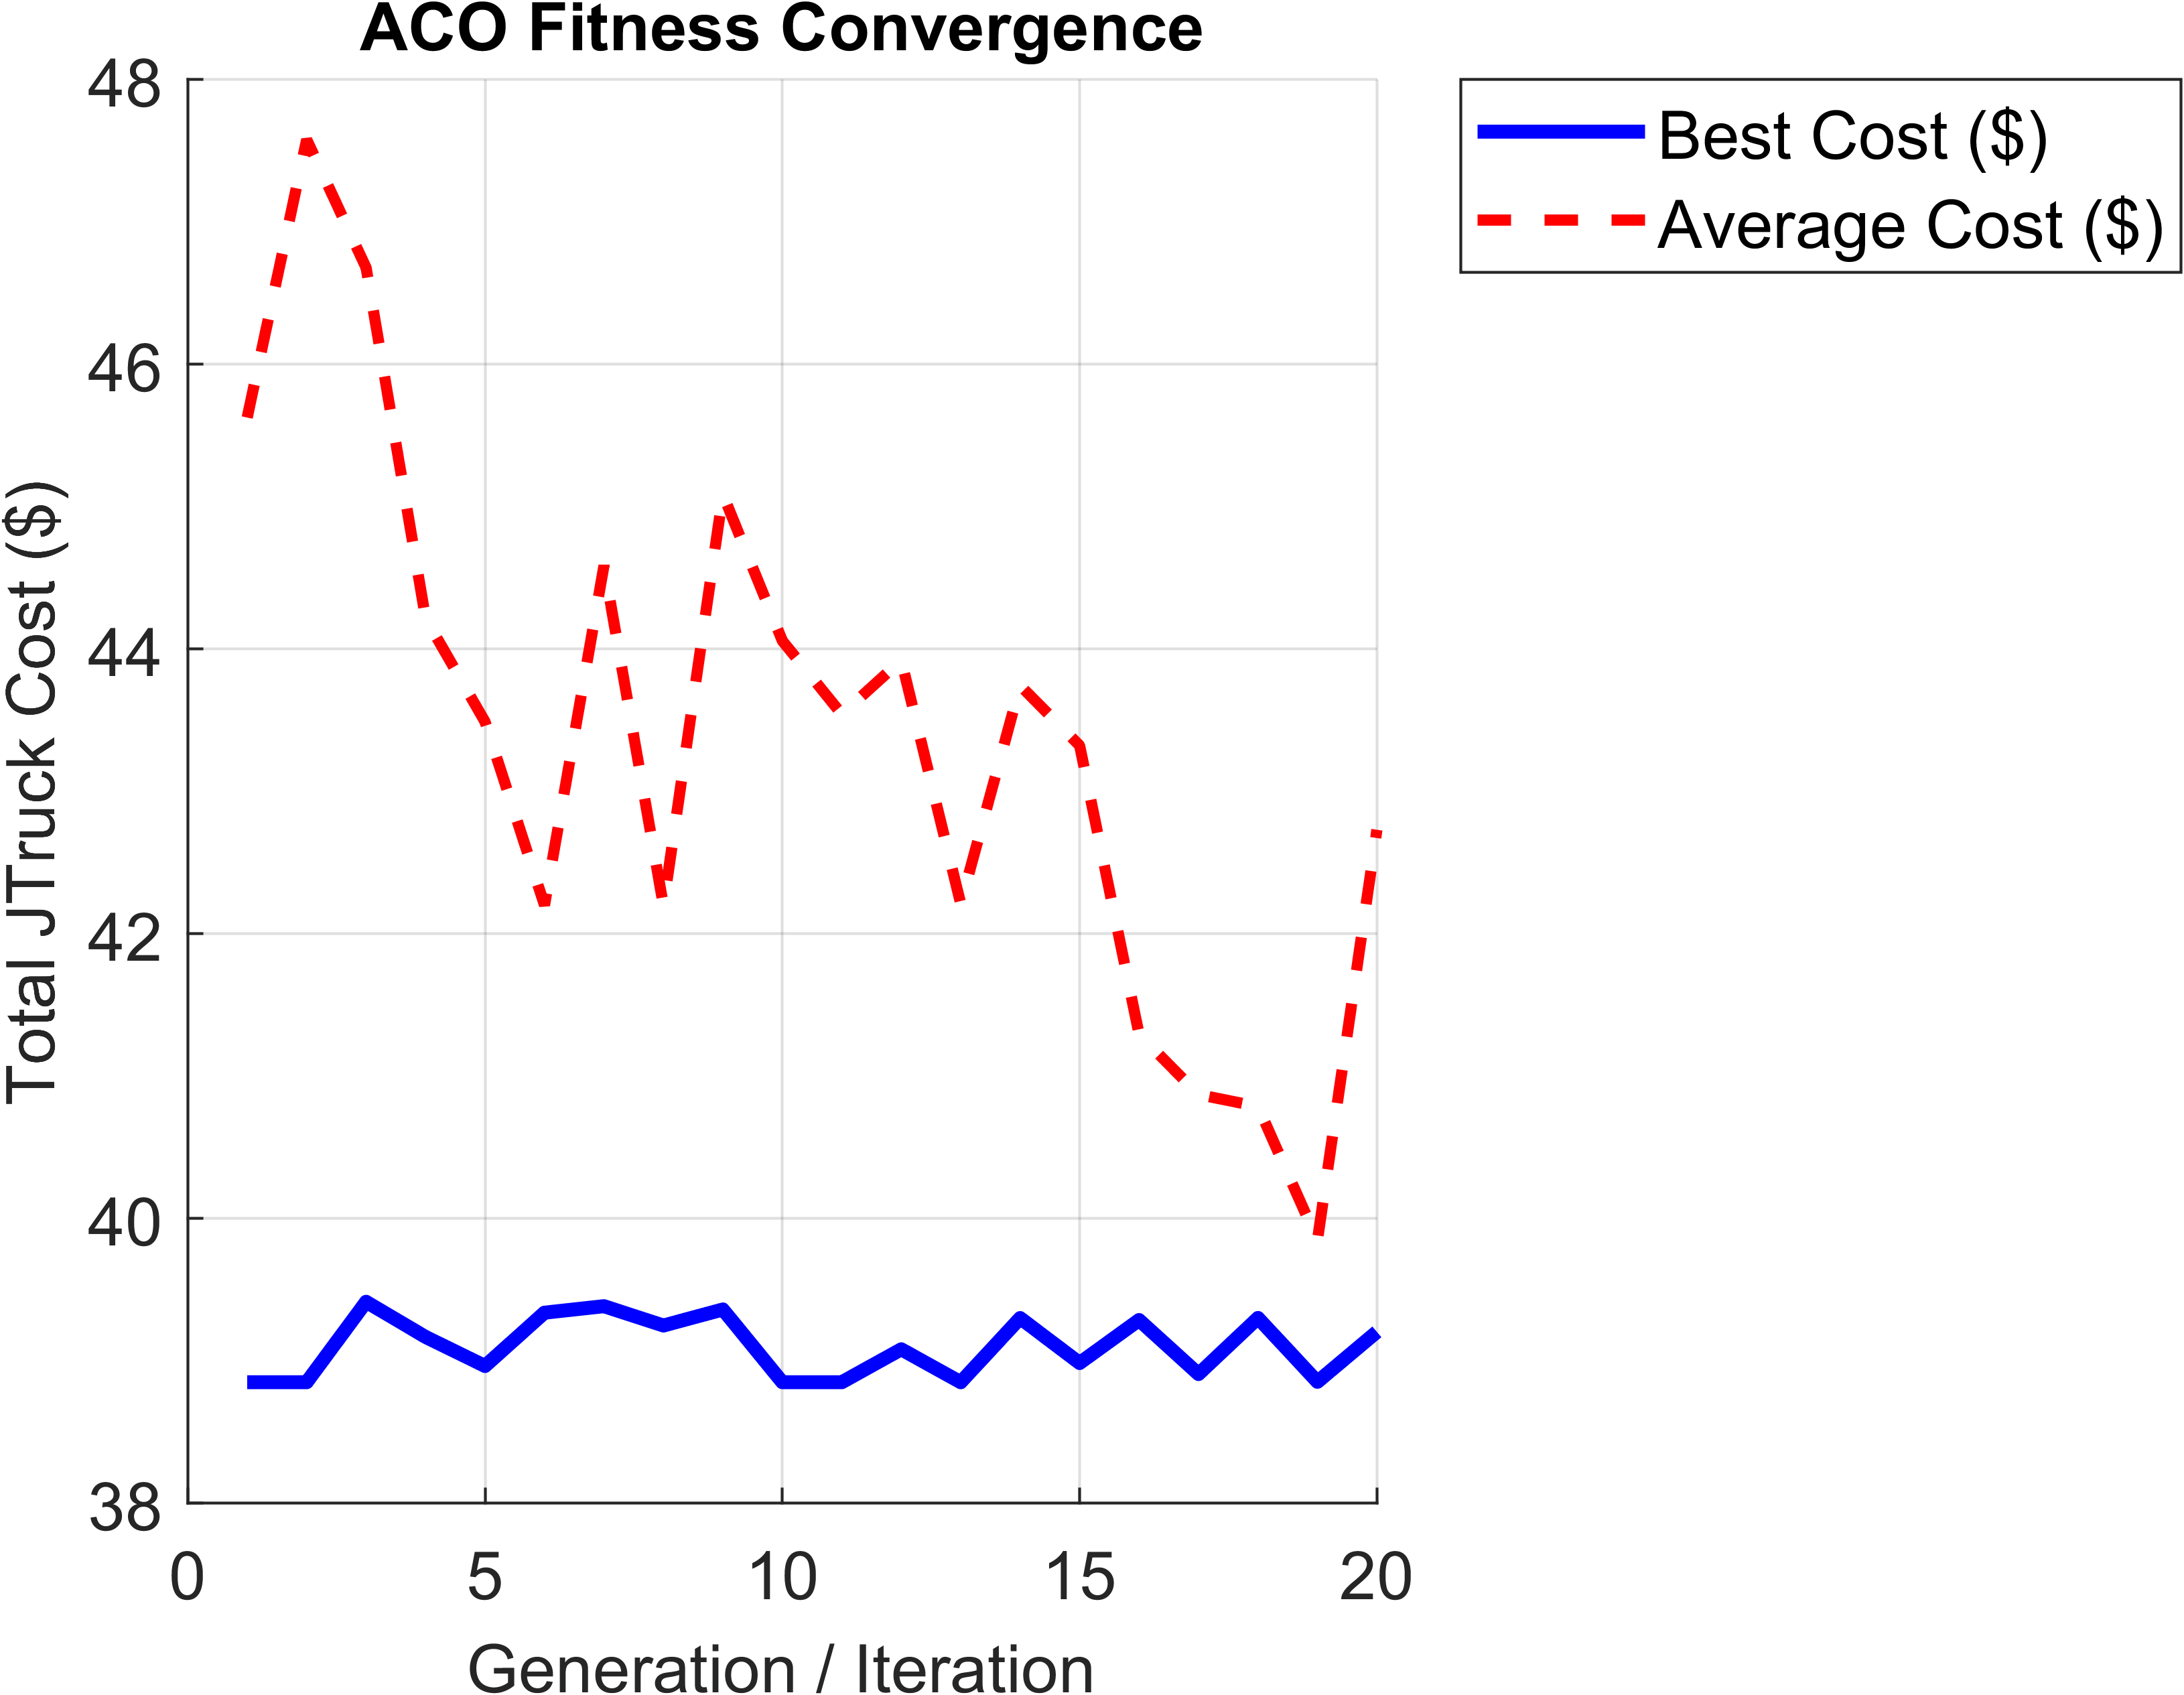 ACO Fitness Convergence
Best Cost ($)
Average Cost ($)
Total JTruck Cost ($)
48
46
44
42
40
38
0 5 10 15 20
Generation / Iteration